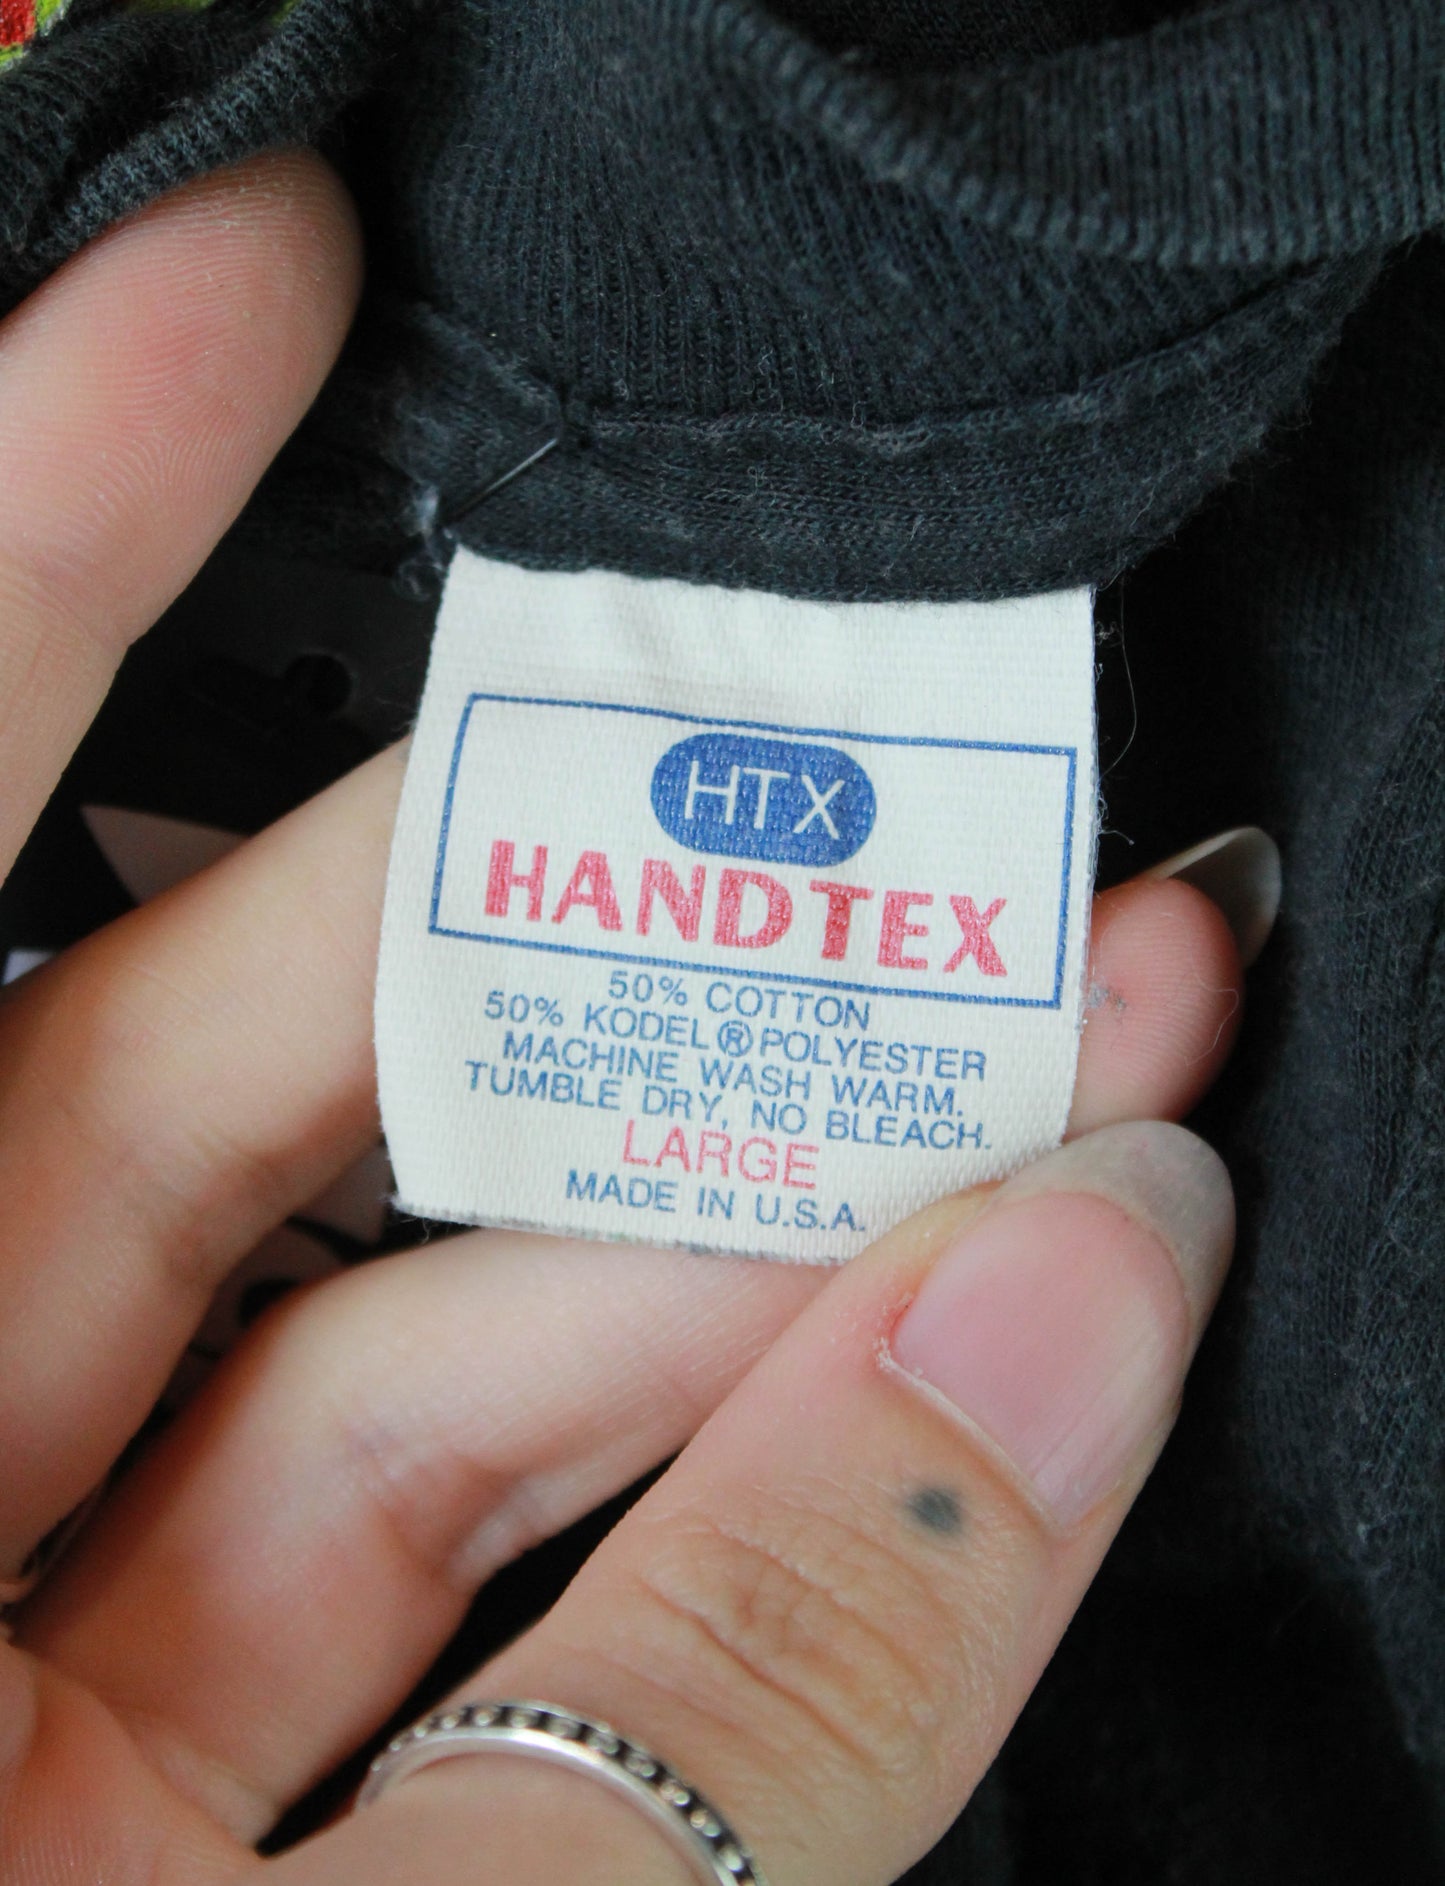 HTX
HANDTEX
50% COTTON
50% KODEL® POLYESTER
MACHINE WASH WARM.
TUMBLE DRY, NO BLEACH.
LARGE
MADE IN U.S.A.